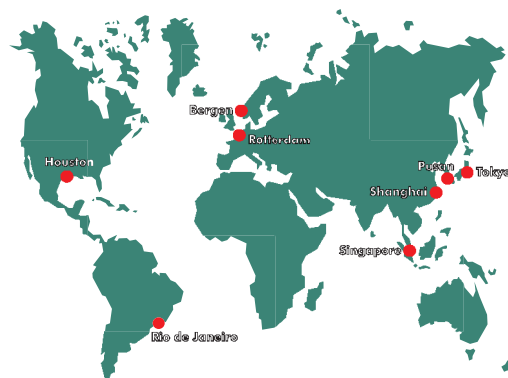 Bergen
Rotterdam
Houston
Pusan
Tokyo
Shanghai
Singapore
Rio de Janeiro